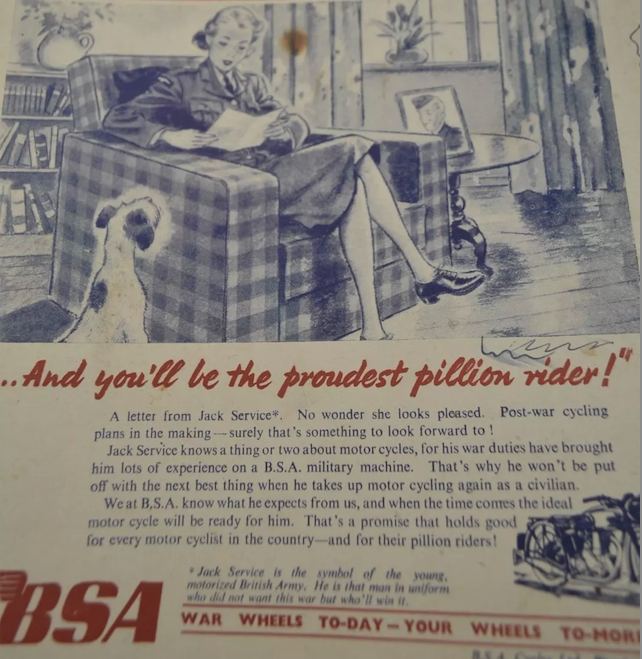 ..And you'll be the proudest pillion rider!"
A letter from Jack Service*. No wonder she looks pleased. Post-war cycling
plans in the making—surely that's something to look forward to!
Jack Service knows a thing or two about motor cycles, for his war duties have brought
him lots of experience on a B.S.A. military machine. That's why he won't be put
off with the next best thing when he takes up motor cycling again as a civilian.
We at B.S.A. know what he expects from us, and when the time comes the ideal
motor cycle will be ready for him. That's a promise that holds good
for every motor cyclist in the country—and for their pillion riders!
* Jack Service is the symbol of the young,
motorized British Army. He is that man in uniform
who did not want this war but who'll win it.
BSA
WAR WHEELS TO-DAY—YOUR WHEELS TO-MOR
B.S.A. Cycles Ltd.